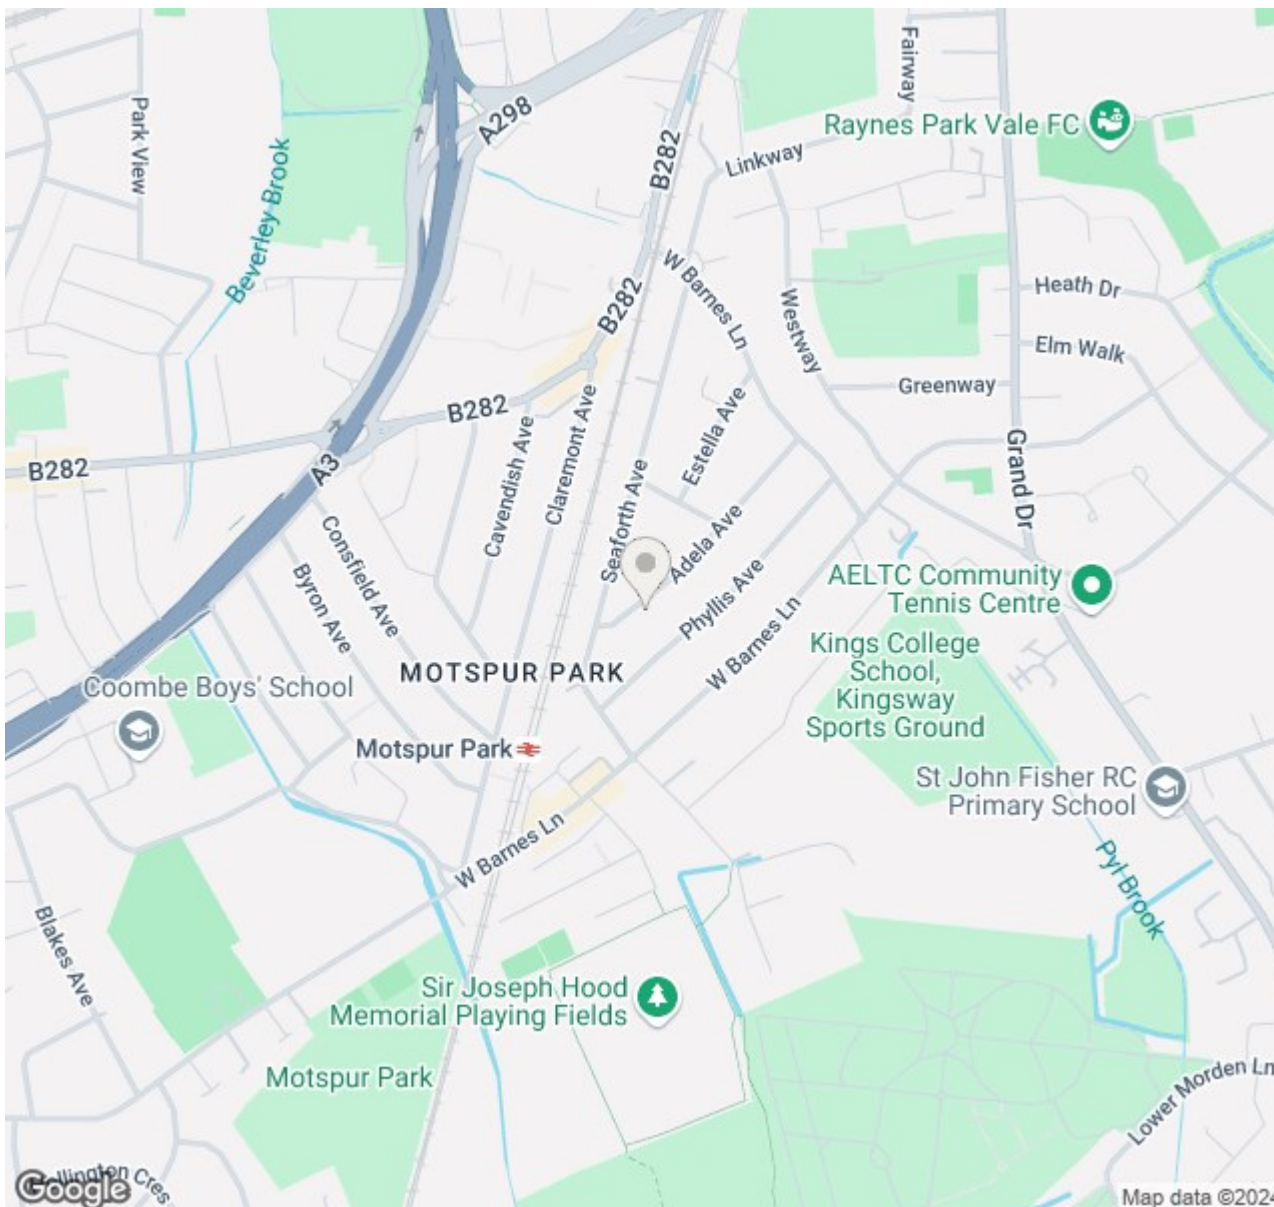 Park View
Beverley Brook
A298
B282
Fairway
Raynes Park Vale FC
Linkway
W Barnes Ln
B282
Westway
Heath Dr
Elm Walk
Greenway
B282
B282
A3
Cavendish Ave
Claremont Ave
Seaforth Ave
Estella Ave
Adela Ave
Grand Dr
Consfield Ave
Byron Ave
Phyllis Ave
W Barnes Ln
AELTC Community
Tennis Centre
Kings College
School,
Kingsway
Sports Ground
MOTSPUR PARK
Coombe Boys' School
Motspur Park
St John Fisher RC
Primary School
W Barnes Ln
Pyl Brook
Blakes Ave
Sir Joseph Hood
Memorial Playing Fields
Motspur Park
Lower Morden Ln
Cres
Google
Map data ©2024